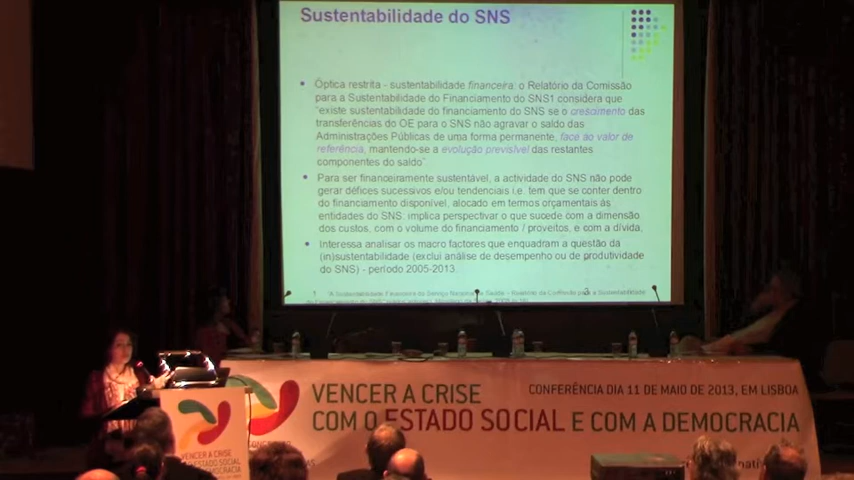 Sustentabilidade do SNS
Óptica restrita - sustentabilidade financeira: o Relatório da Comissão
para a Sustentabilidade do Financiamento do SNS1 considera que
"existe sustentabilidade do financiamento do SNS se o crescimento das
transferências do OE para o SNS não agravar o saldo das
Administrações Públicas de uma forma permanente, face ao valor de
referência, mantendo-se a evolução previsível das restantes
componentes do saldo"
Para ser financeiramente sustentável, a actividade do SNS não pode
gerar défices sucessivos e/ou tendenciais i.e. tem que se conter dentro
do financiamento disponível, alocado em termos orçamentais às
entidades do SNS: implica perspectivar o que sucede com a dimensão
dos custos, com o volume do financiamento / proveitos, e com a dívida.
Interessa analisar os macro factores que enquadram a questão da
(in)sustentabilidade (exclui análise de desempenho ou de produtividade
do SNS) - período 2005-2013.
3
VENCER A CRISE
COM O ESTADO SOCIAL E COM A DEMOCRACIA
CONFERÊNCIA DIA 11 DE MAIO DE 2013, EM LISBOA
VENCER A CRISE
ESTADO SOCIAL